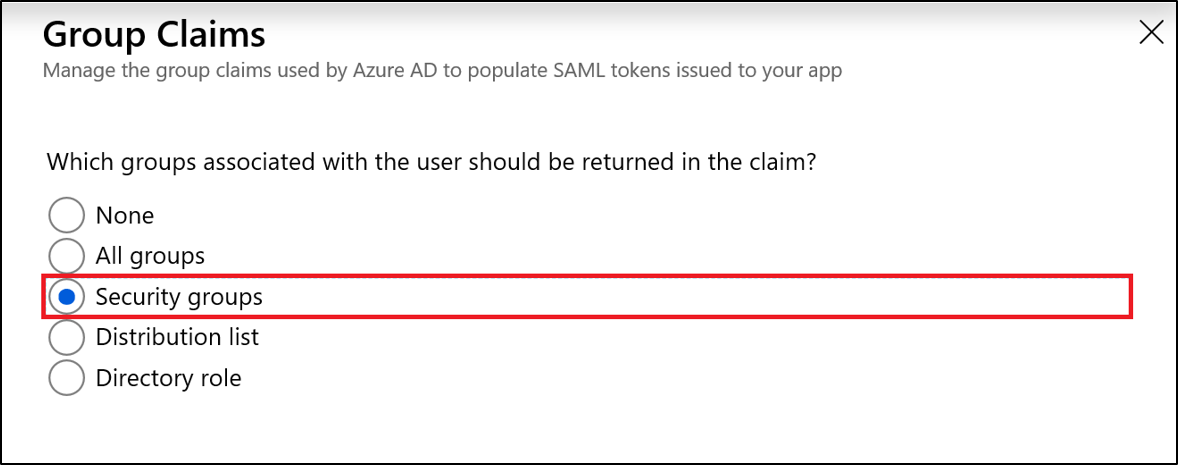 Group Claims
Manage the group claims used by Azure AD to populate SAML tokens issued to your app
Which groups associated with the user should be returned in the claim?
None
All groups
Security groups
Distribution list
Directory role